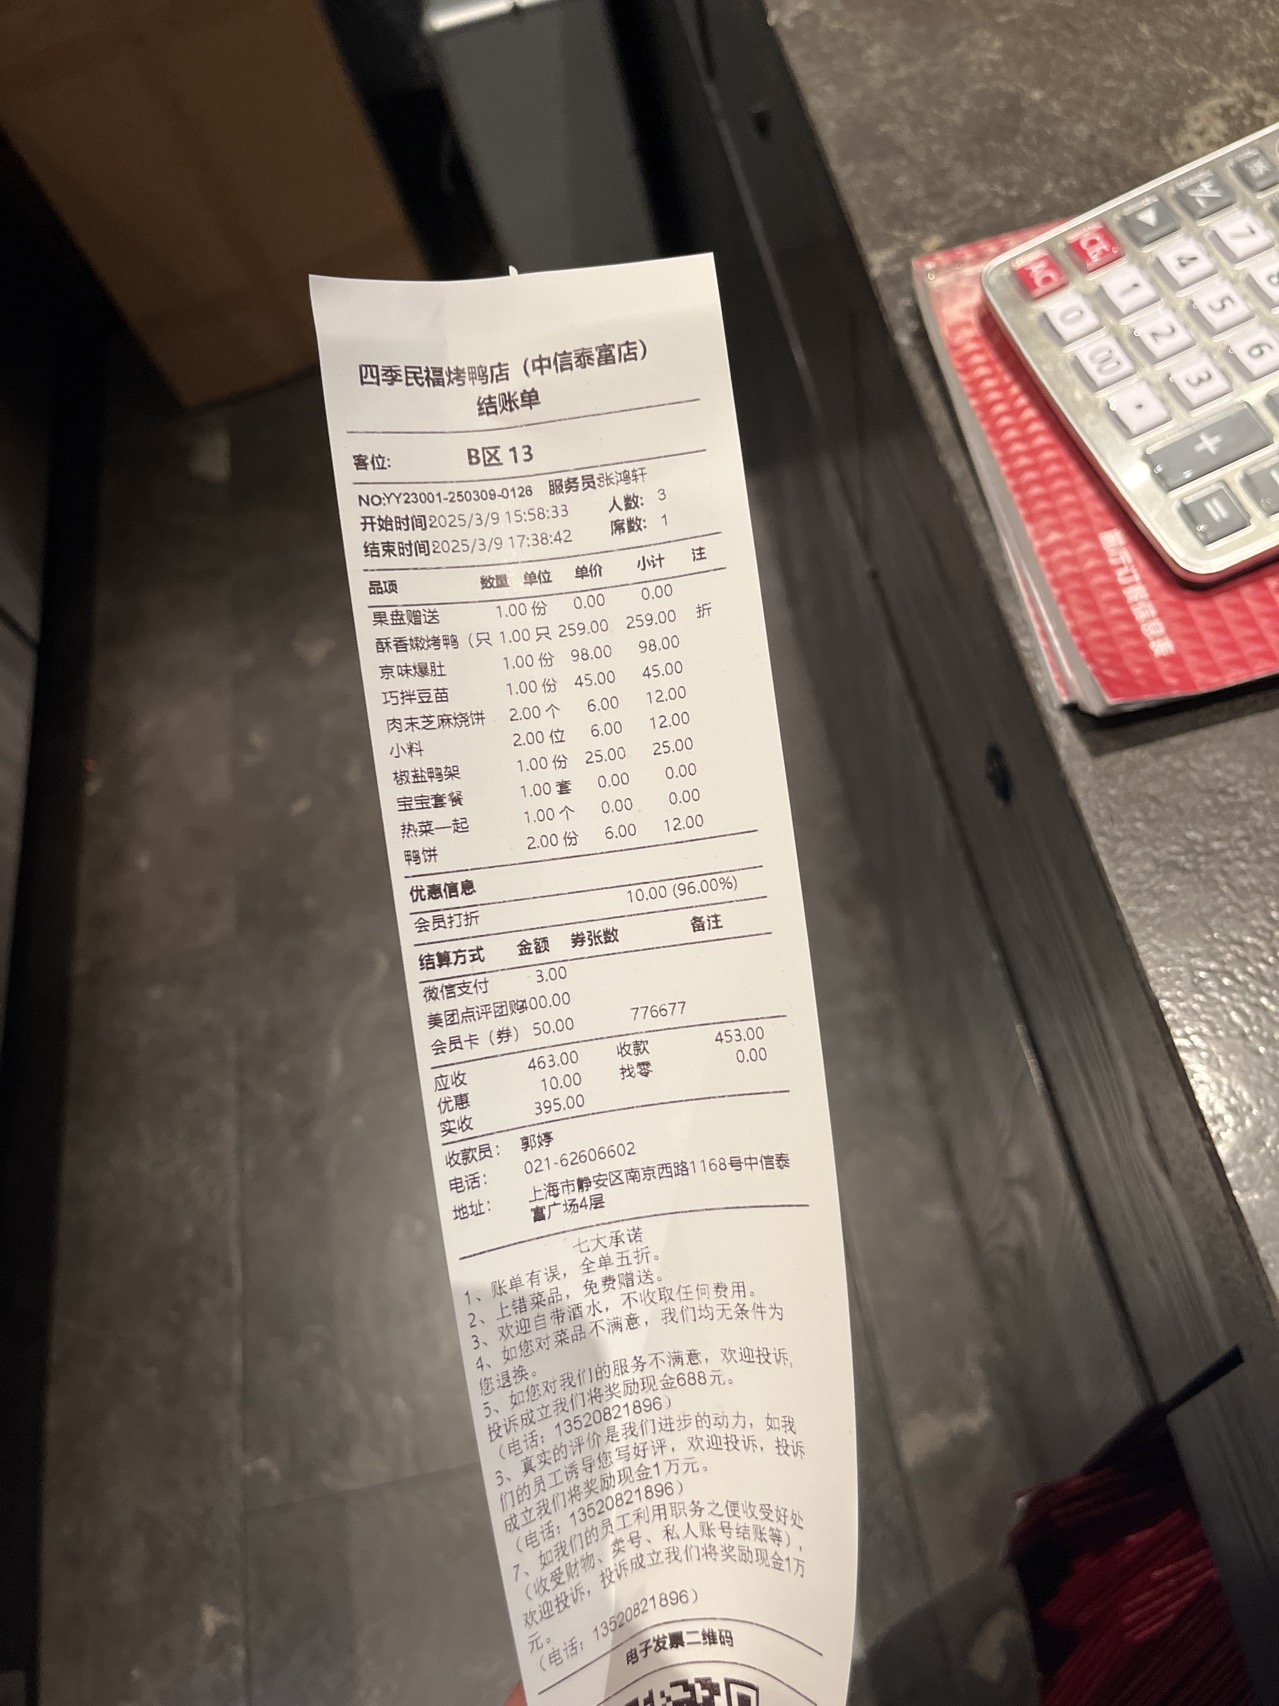 四季民福烤鸭店（中信泰富店）
结账单
客位: B区 13
NO:YY23001-250309-0126 服务员张鸿轩
开始时间2025/3/9 15:58:33 人数: 3
结束时间2025/3/9 17:38:42 席数: 1
品项 数量 单位 单价 小计 注
果盘赠送 1.00 份 0.00 0.00
酥香嫩烤鸭（只 1.00 只 259.00 259.00 折
京味爆肚 1.00 份 98.00 98.00
巧拌豆苗 1.00 份 45.00 45.00
肉末芝麻烧饼 2.00 个 6.00 12.00
小料 2.00 位 6.00 12.00
椒盐鸭架 1.00 份 25.00 25.00
宝宝套餐 1.00 套 0.00 0.00
热菜一起 1.00 个 0.00 0.00
鸭饼 2.00 份 6.00 12.00
优惠信息
会员打折 10.00 (96.00%)
结算方式 金额 券张数 备注
微信支付 3.00
美团点评团购400.00
会员卡（券） 50.00 776677
应收 463.00 收款 453.00
优惠 10.00 找零 0.00
实收 395.00
收款员: 郭婷
电话: 021-62606602
地址: 上海市静安区南京西路1168号中信泰
富广场4层
七大承诺
1、账单有误，全单五折。
2、上错菜品，免费赠送。
3、欢迎自带酒水，不收取任何费用。
4、如您对菜品不满意，我们均无条件为
您退换。
5、如您对我们的服务不满意，欢迎投诉,
投诉成立我们将奖励现金688元。
（电话：13520821896）
6、真实的评价是我们进步的动力，如我
们的员工诱导您写好评，欢迎投诉，投诉
成立我们将奖励现金1万元。
（电话：13520821896）
7、如我们的员工利用职务之便收受好处
（收受财物、卖号、私人账号结账等），
欢迎投诉，投诉成立我们将奖励现金1万
元。
（电话：13520821896）
电子发票二维码
AC
CE
0
1
4
7
00
2
5
3
6
.
+
=